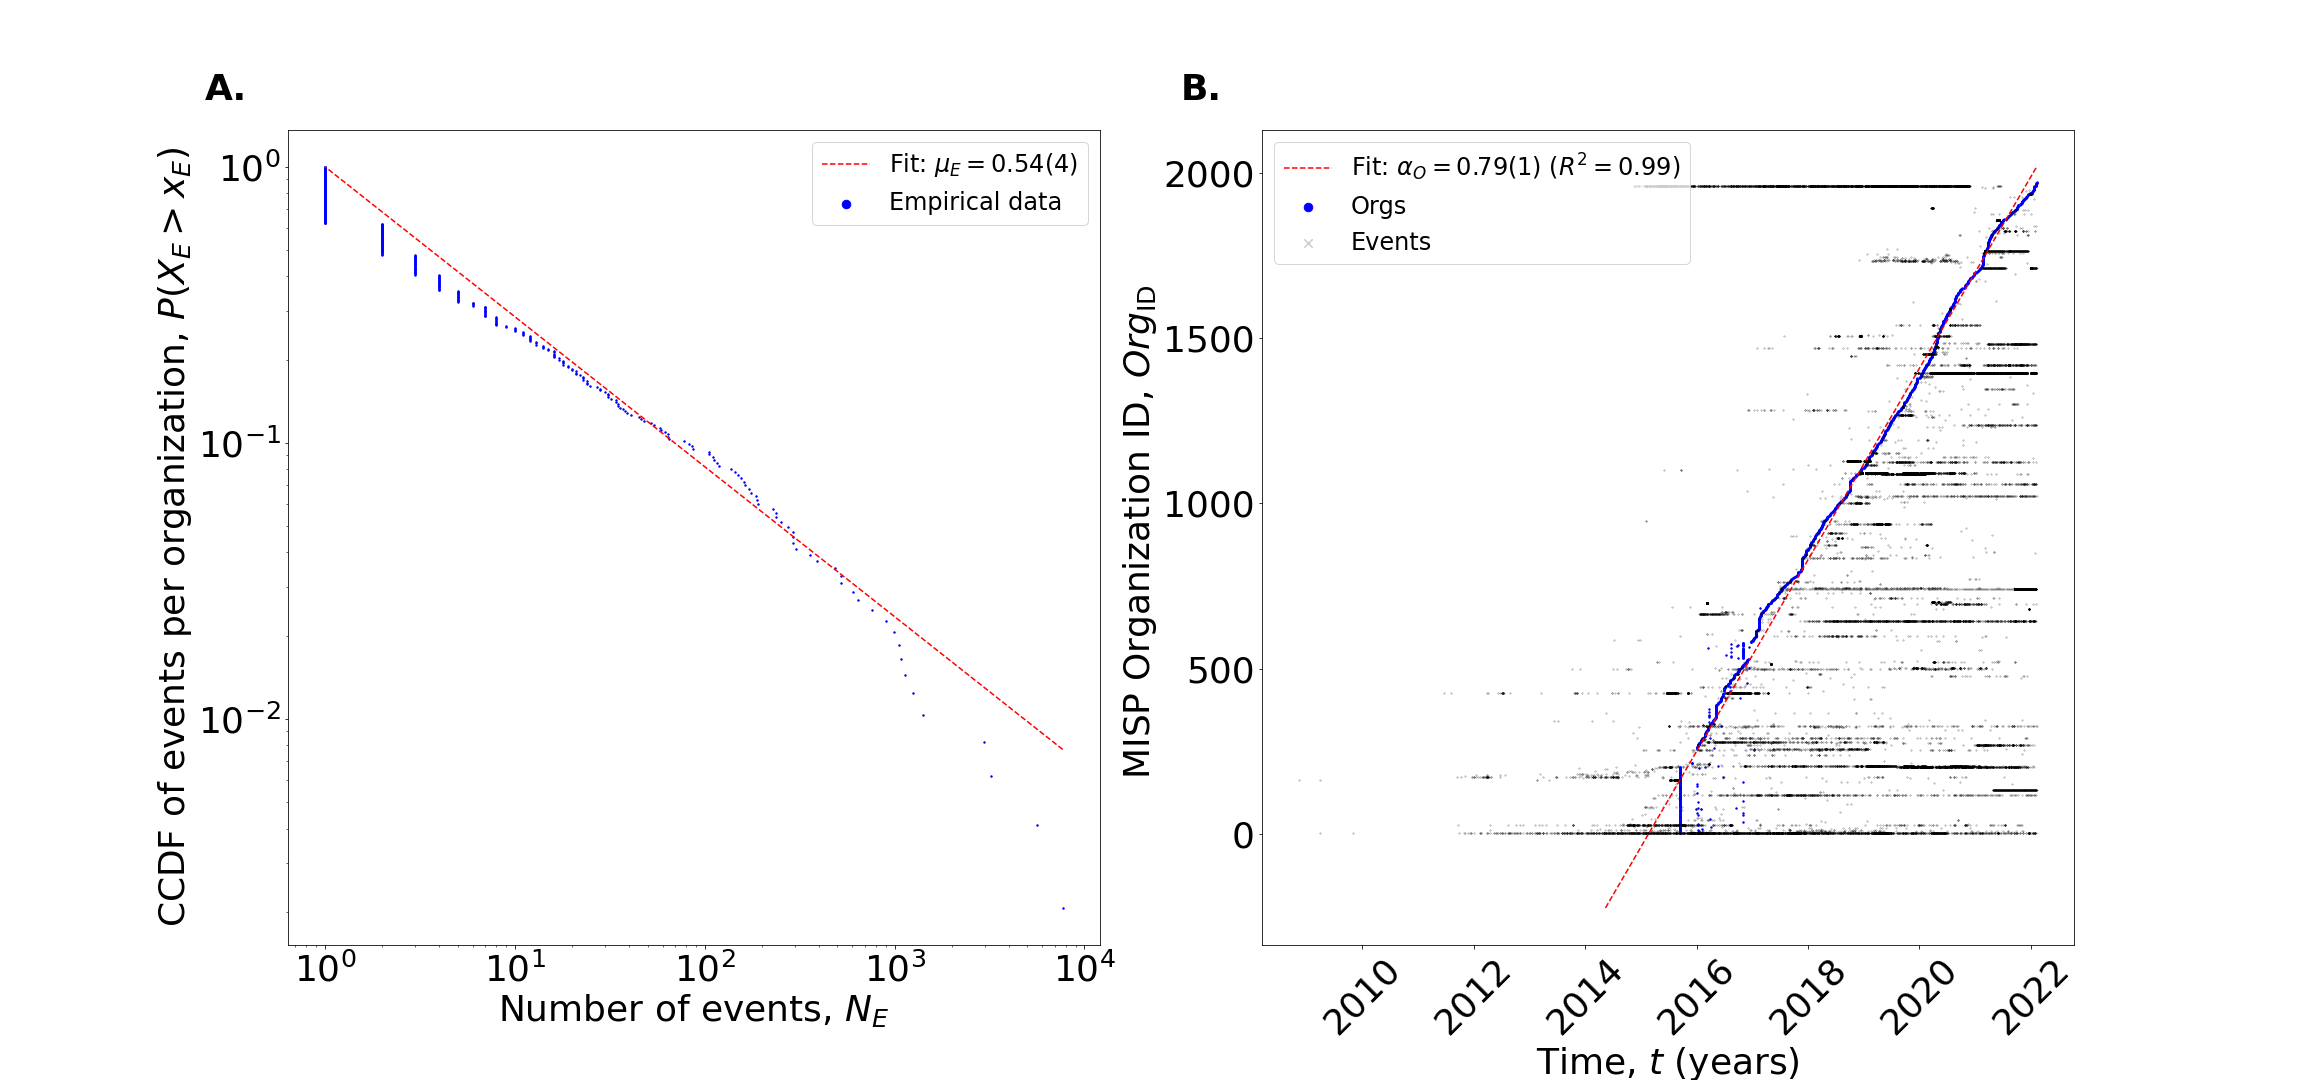 A.
CCDF of events per organization, P(X_E > x_E)
10^0
10^−1
10^−2
Fit: μ_E = 0.54(4)
Empirical data
10^0 10^1 10^2 10^3 10^4
Number of events, N_E
B.
MISP Organization ID, Org_ID
2000
1500
1000
500
0
Fit: α_O = 0.79(1) (R^2 = 0.99)
Orgs
Events
2010 2012 2014 2016 2018 2020 2022
Time, t (years)